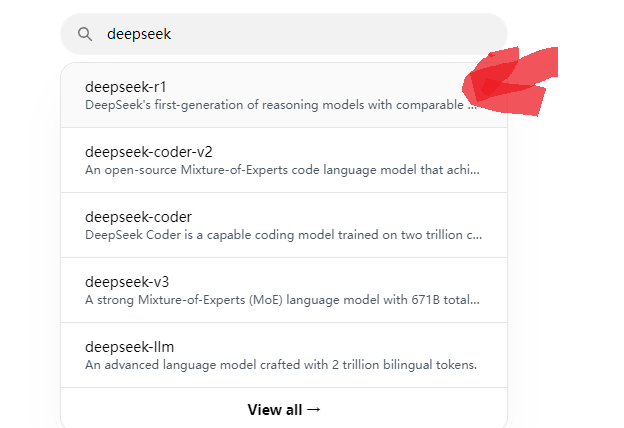 deepseek
deepseek-r1
DeepSeek's first-generation of reasoning models with comparable ...
deepseek-coder-v2
An open-source Mixture-of-Experts code language model that achi...
deepseek-coder
DeepSeek Coder is a capable coding model trained on two trillion c...
deepseek-v3
A strong Mixture-of-Experts (MoE) language model with 671B total...
deepseek-llm
An advanced language model crafted with 2 trillion bilingual tokens.
View all →